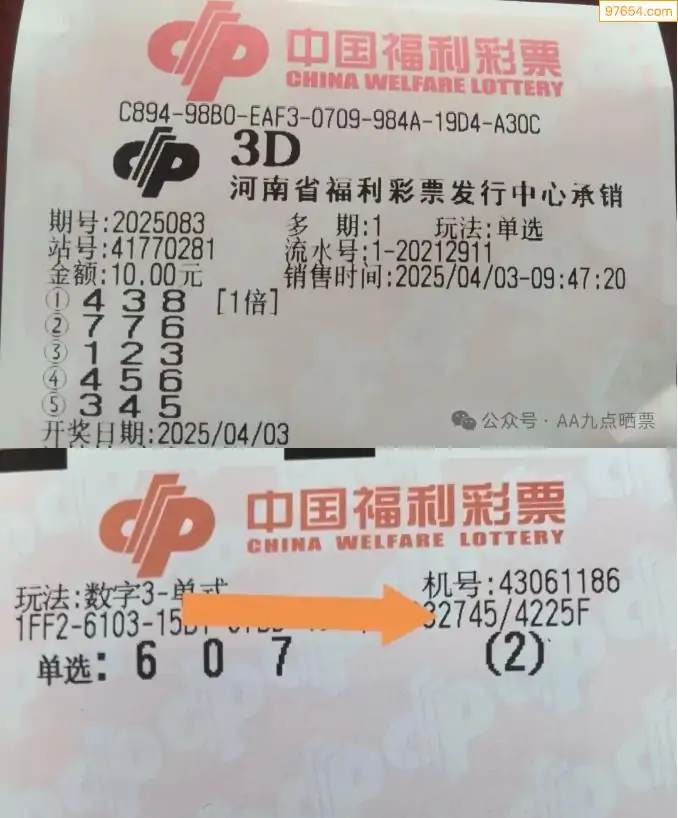 97654.com
中国福利彩票
CHINA WELFARE LOTTERY
C894-98B0-EAF3-0709-984A-19D4-A30C
3D
河南省福利彩票发行中心承销
期号:2025083 多 期:1 玩法:单选
站号:41770281 流水号:1-20212911
金额:10.00元 销售时间:2025/04/03-09:47:20
① 4 3 8 [1倍]
② 7 7 6
③ 1 2 3
④ 4 5 6
⑤ 3 4 5
公众号·AA九点晒票
开奖日期:2025/04/03
中国福利彩票
CHINA WELFARE LOTTERY
玩法:数字3-单式 机号:43061186
1FF2-6103- 32745/4225F
单选: 6 0 7 (2)